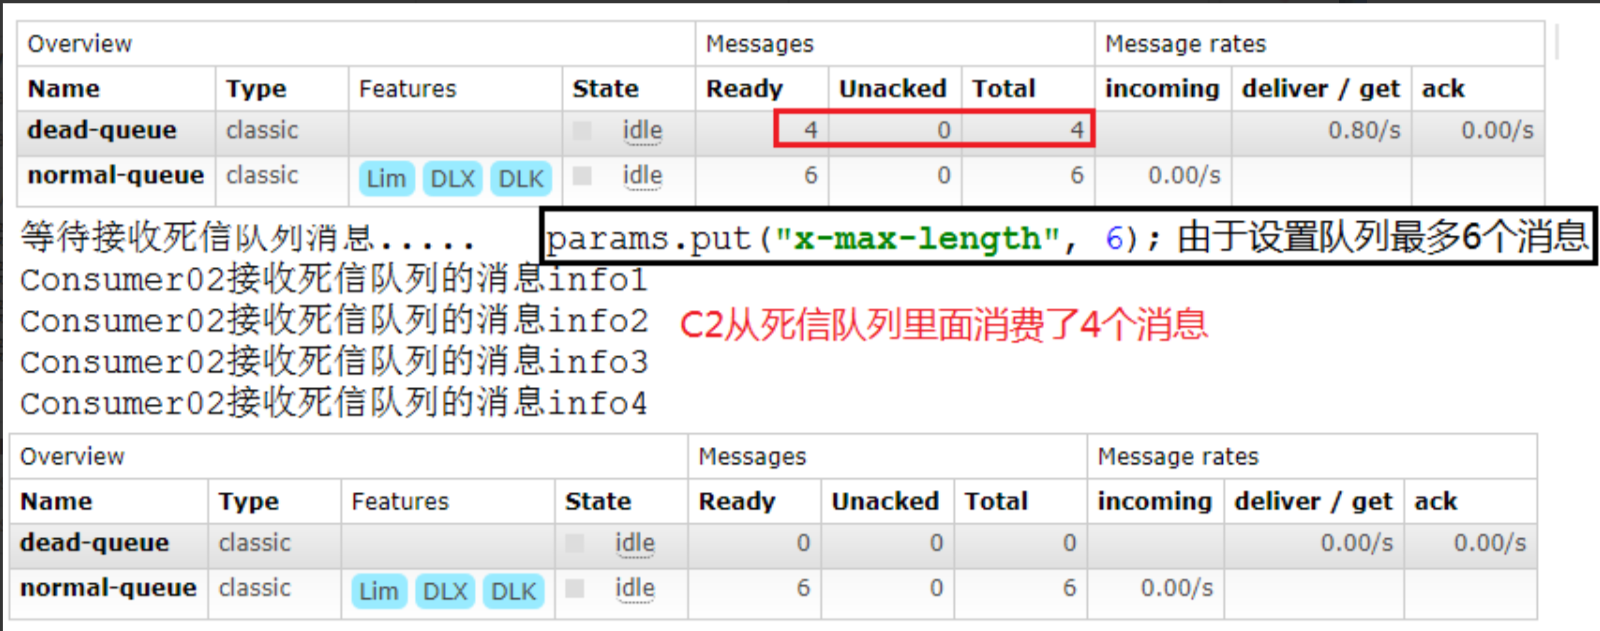 Overview Messages Message rates
Name Type Features State Ready Unacked Total incoming deliver / get ack
dead-queue classic idle 4 0 4 0.80/s 0.00/s
normal-queue classic Lim DLX DLK idle 6 0 6 0.00/s
等待接收死信队列消息..... params.put("x-max-length", 6); 由于设置队列最多6个消息
Consumer02接收死信队列的消息info1
Consumer02接收死信队列的消息info2 C2从死信队列里面消费了4个消息
Consumer02接收死信队列的消息info3
Consumer02接收死信队列的消息info4
Overview Messages Message rates
Name Type Features State Ready Unacked Total incoming deliver / get ack
dead-queue classic idle 0 0 0 0.00/s 0.00/s
normal-queue classic Lim DLX DLK idle 6 0 6 0.00/s